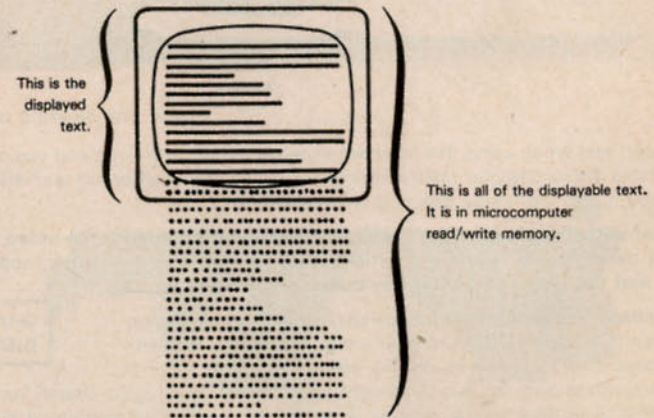 This is the
displayed
text.
This is all of the displayable text.
It is in microcomputer
read/write memory.